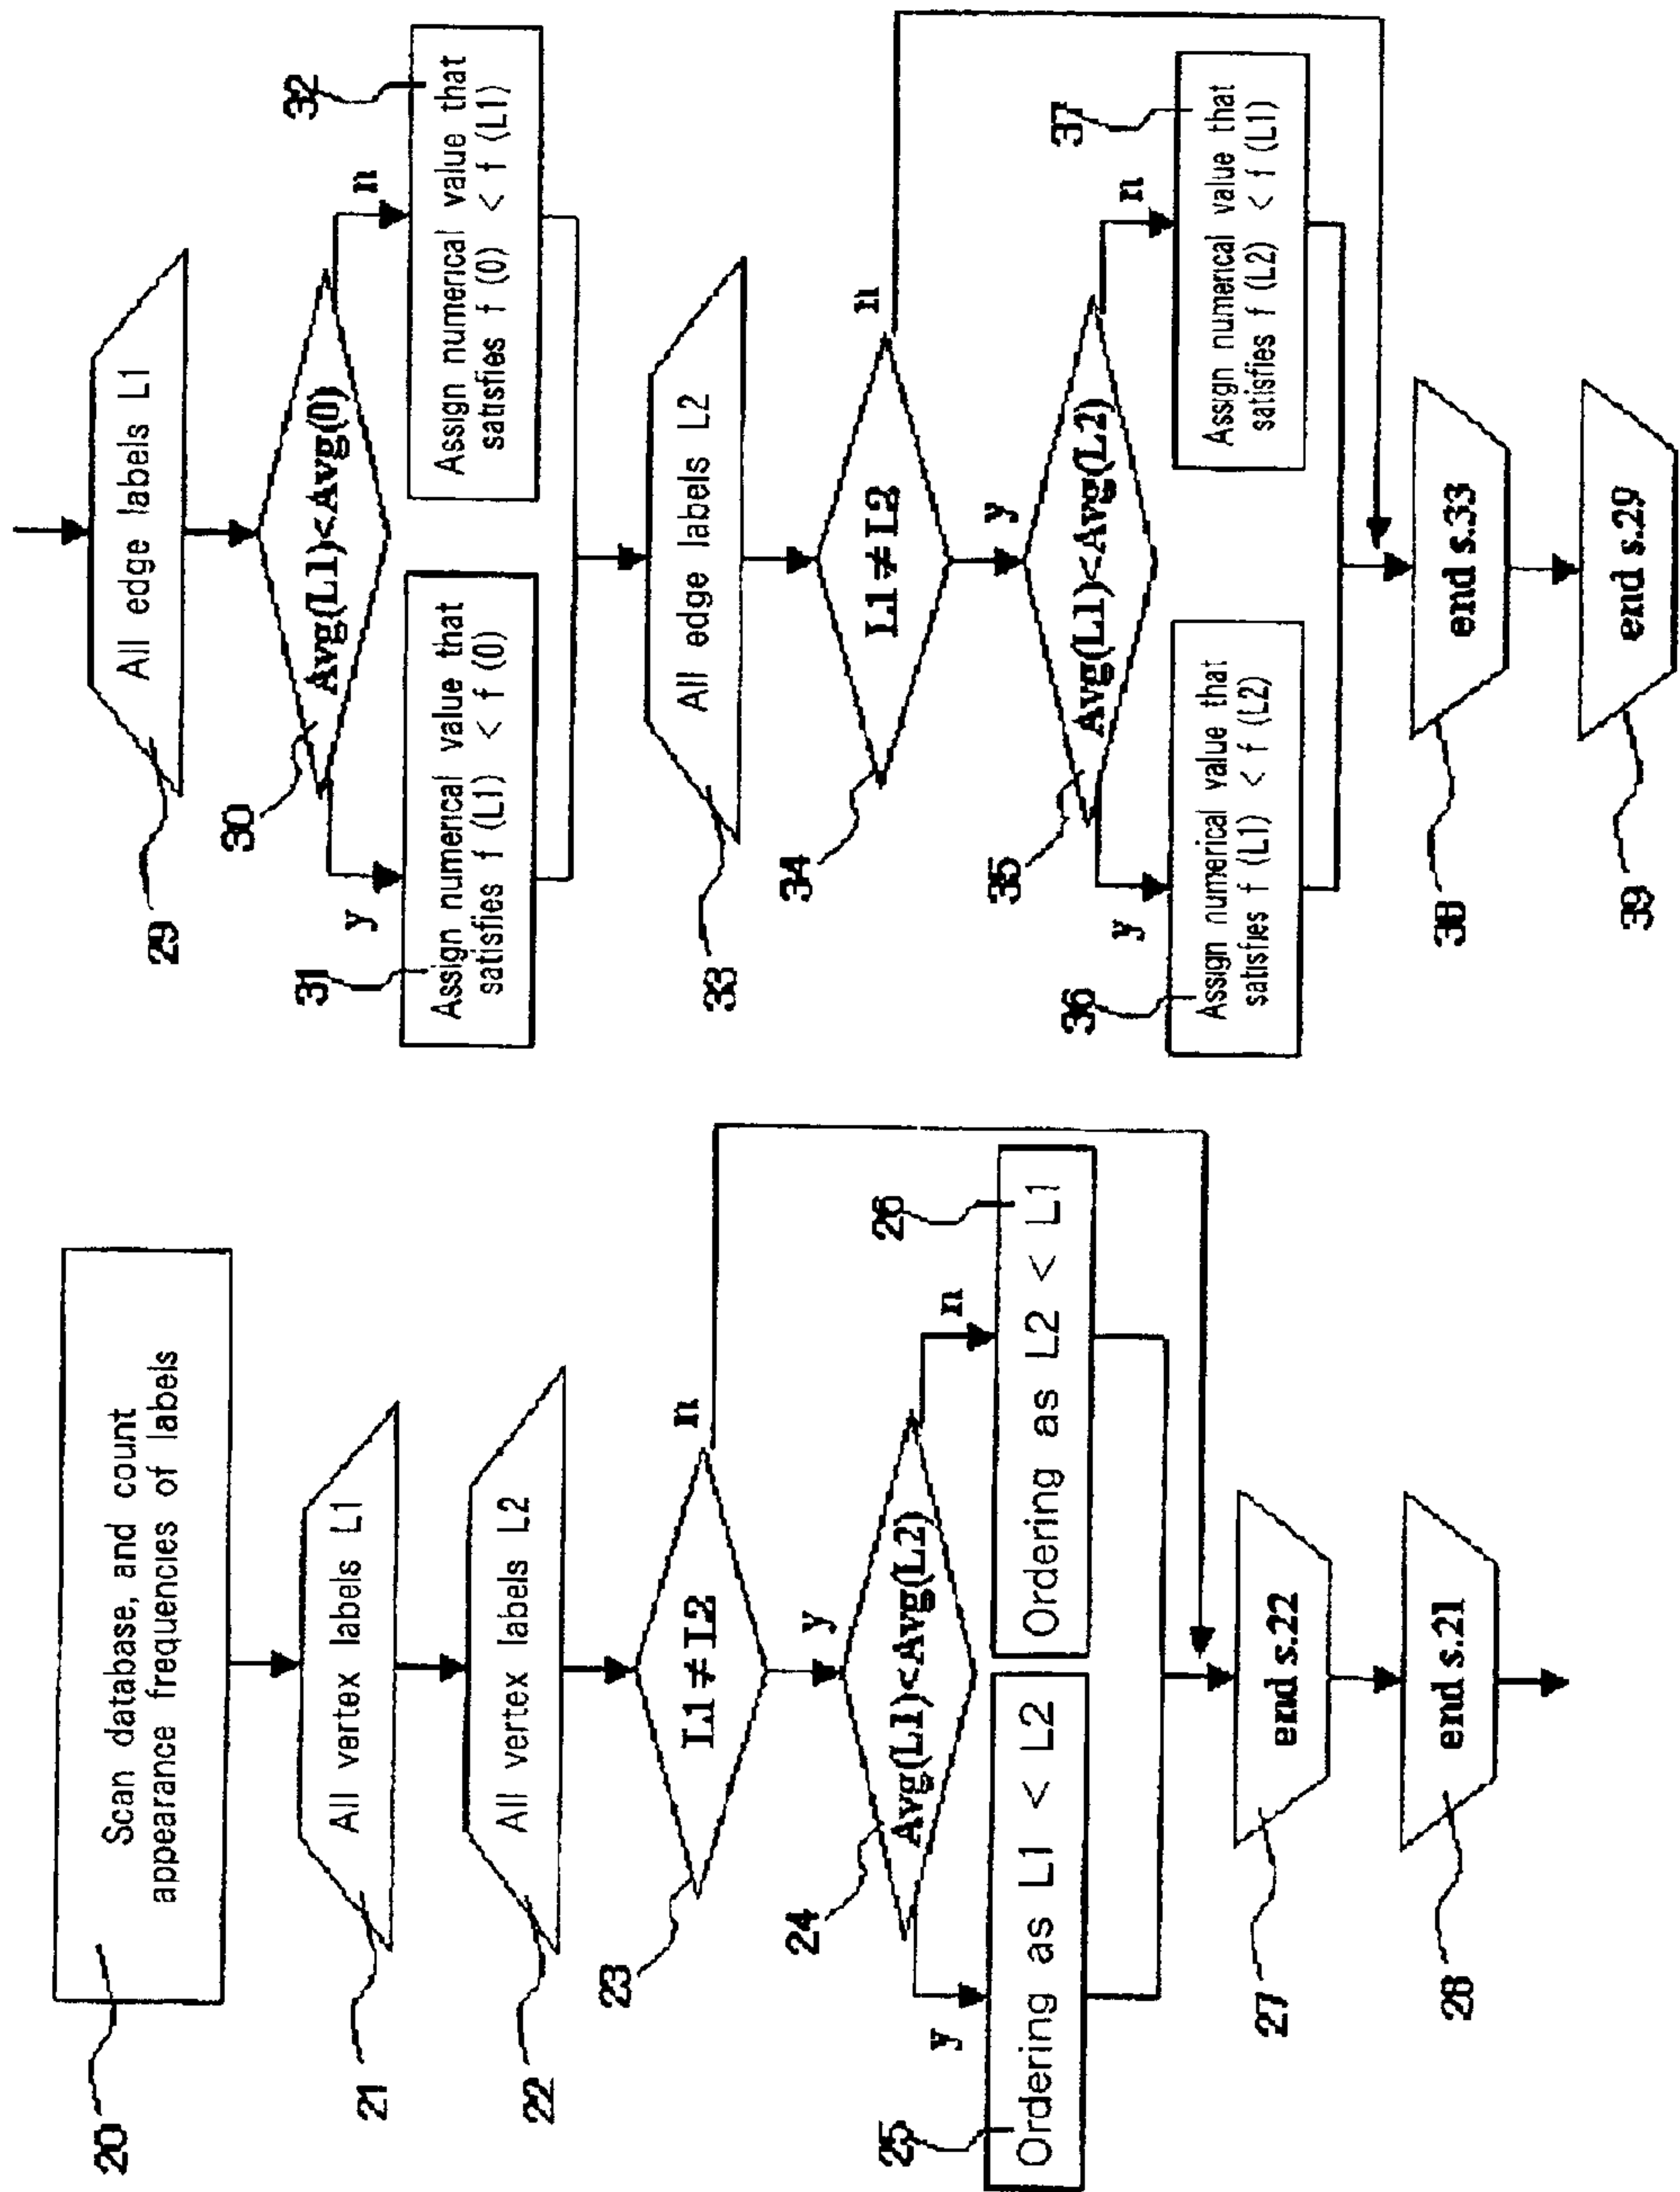 20
Scan database, and count
appearance frequencies of labels
21
All vertex labels L1
22
All vertex labels L2
23
L1≠L2
n
y
24
Avg(L1)<Avg(L2)
y
n
25
Ordering as L1 < L2
26
Ordering as L2 < L1
27
end s.22
28
end s.21
29
All edge labels L1
30
Avg(L1)<Avg(0)
y
n
31
Assign numerical value that
satisfies f (L1) < f (0)
32
Assign numerical value that
satisfies f (0) < f (L1)
33
All edge labels L2
34
L1≠L2
n
y
35
Avg(L1)<Avg(L2)
y
n
36
Assign numerical value that
satisfies f (L1) < f (L2)
37
Assign numerical value that
satisfies f (L2) < f (L1)
38
end s.33
39
end s.29